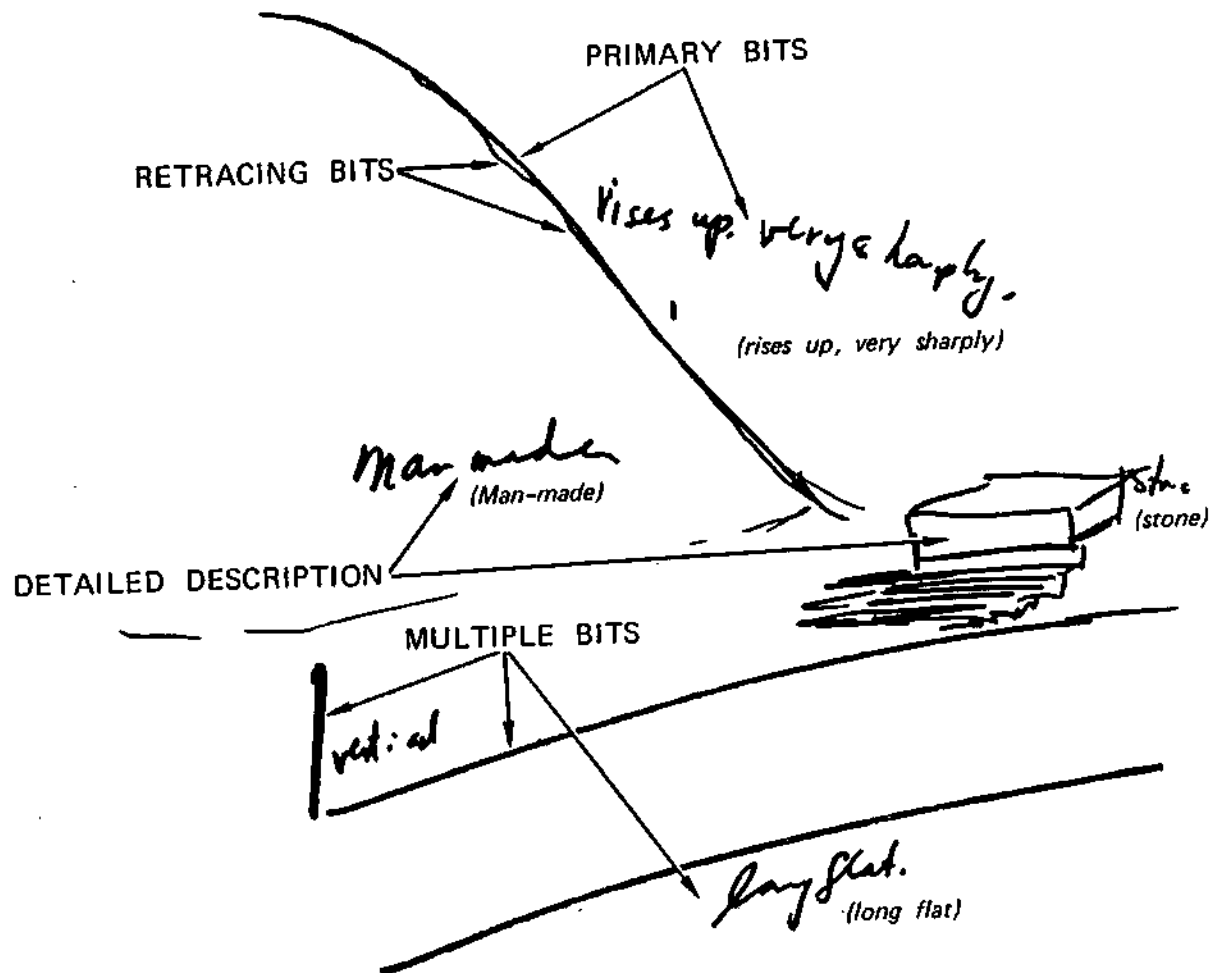 PRIMARY BITS
RETRACING BITS
rises up. very sharply.
(rises up, very sharply)
Man made
(Man-made)
stone
(stone)
DETAILED DESCRIPTION
MULTIPLE BITS
vertical
long flat.
(long flat)